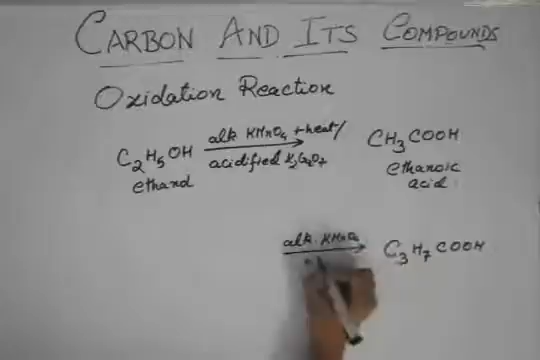 CARBON AND ITS COMPOUNDS
Oxidation Reaction
C₂H₅OH alk KMnO₄ + heat/ CH₃COOH
acidified K₂Cr₂O₇
ethanol ethanoic
acid
alk. KMnO₄ C₃H₇COOH